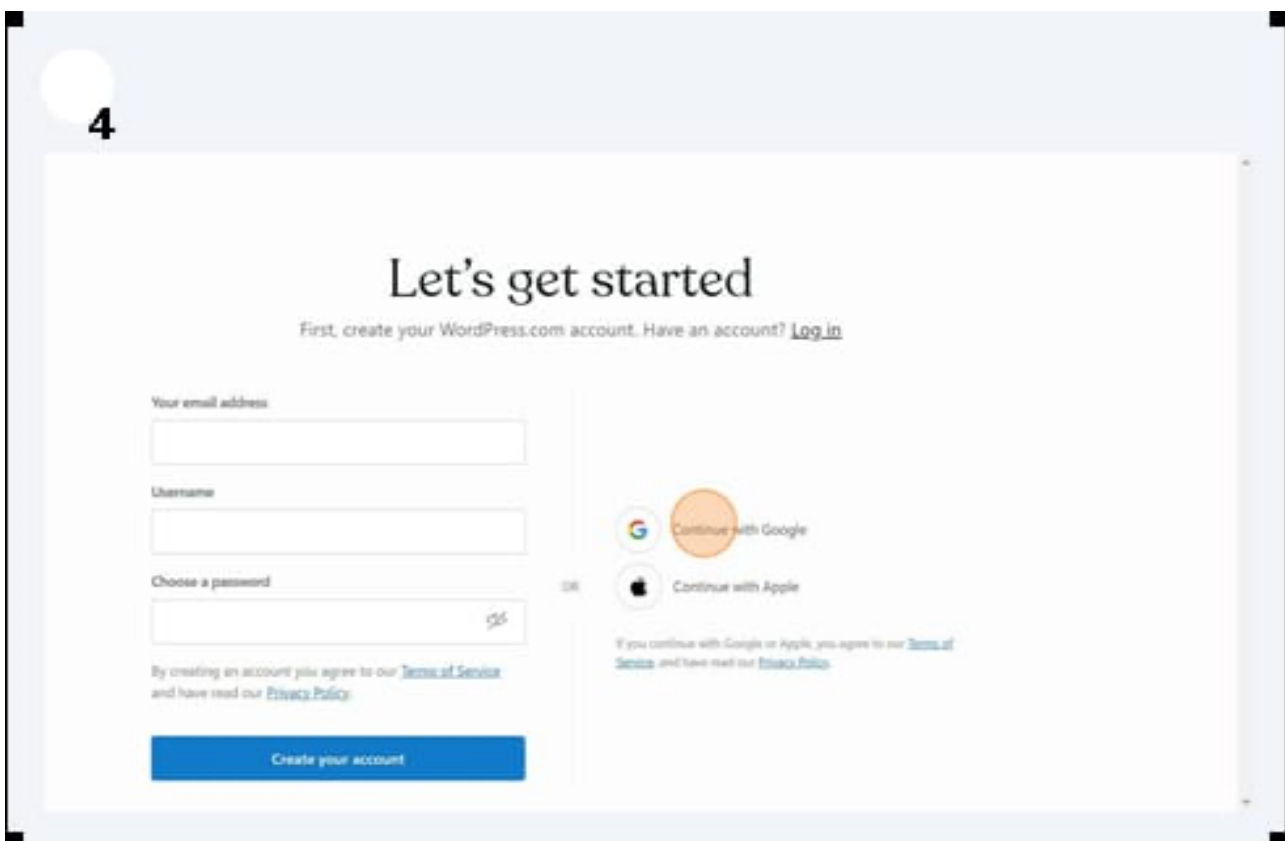 4
Let's get started
First, create your WordPress.com account. Have an account? Log in
Your email address
Username
Choose a password
By creating an account you agree to our Terms of Service
and have read our Privacy Policy.
Create your account
OR
Continue with Google
Continue with Apple
If you continue with Google or Apple, you agree to our Terms of
Service, and have read our Privacy Policy.